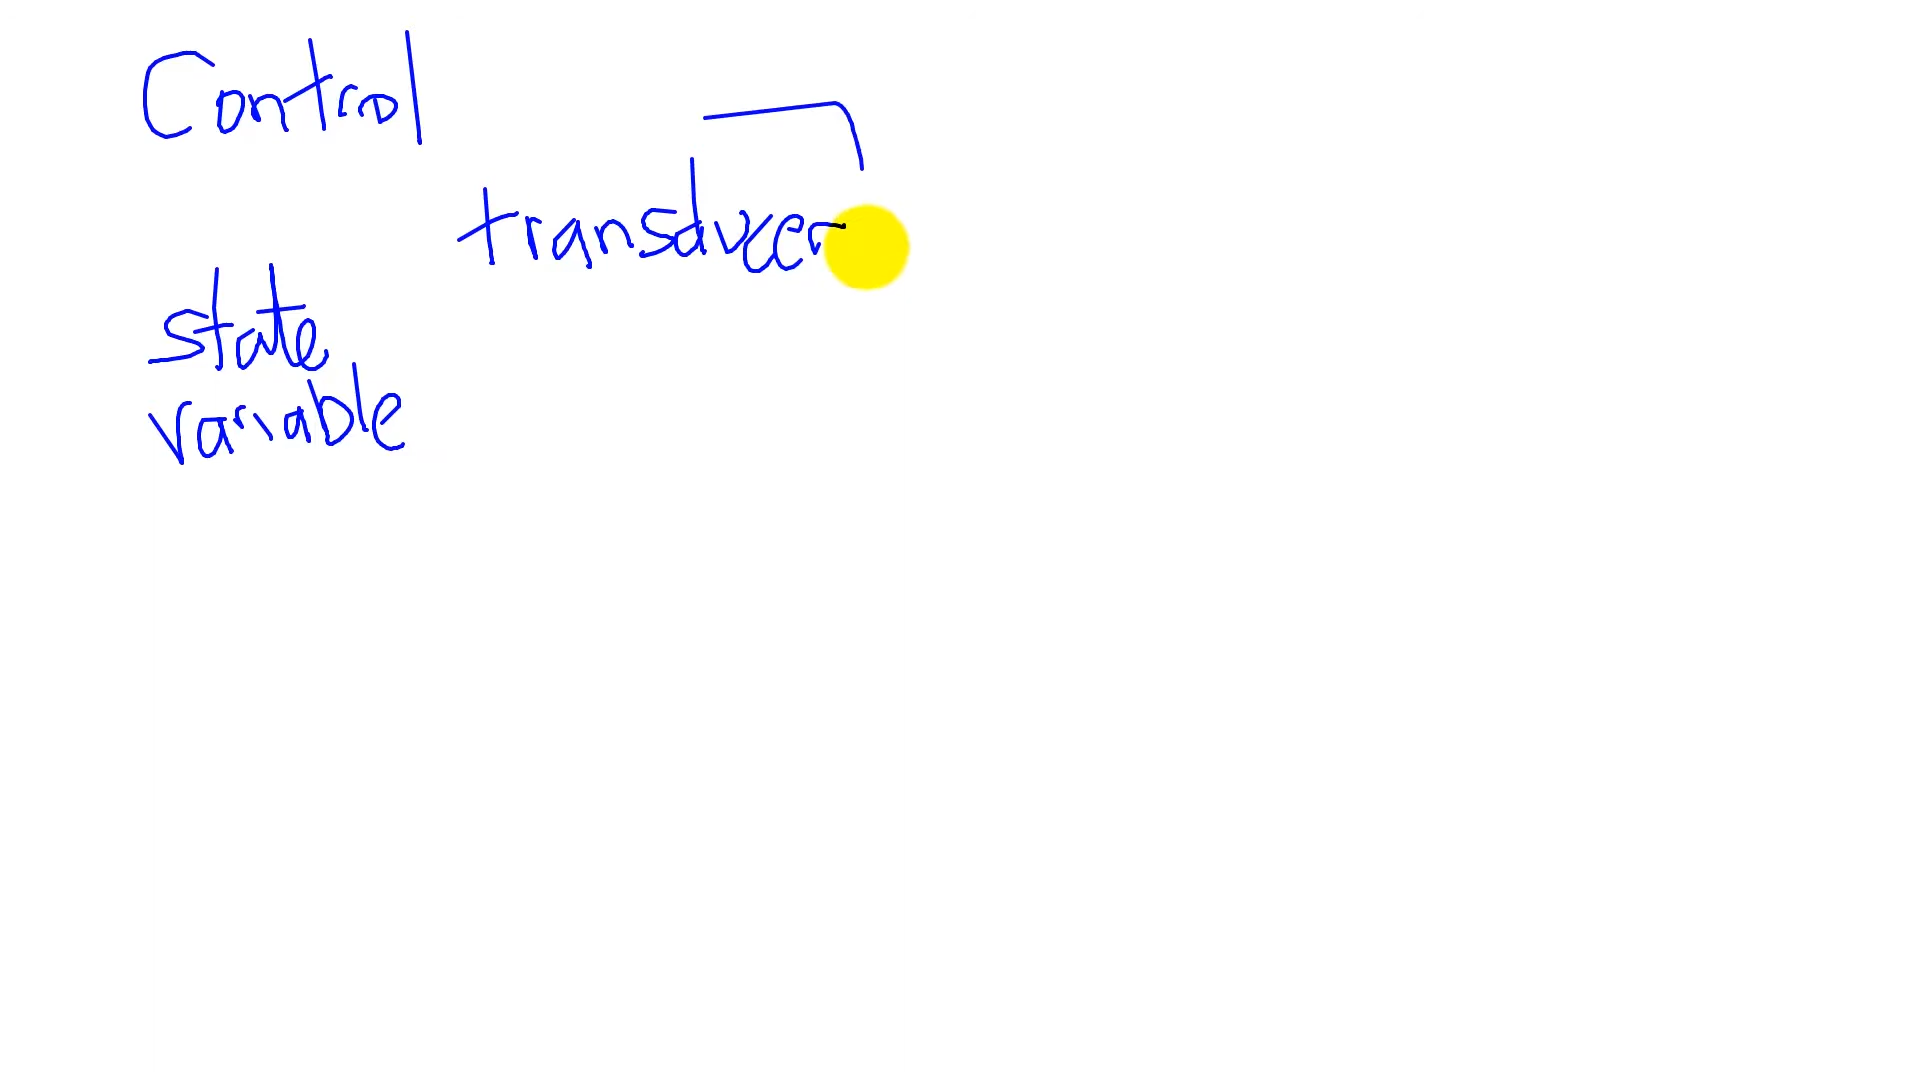 Control
transducer
state
variable